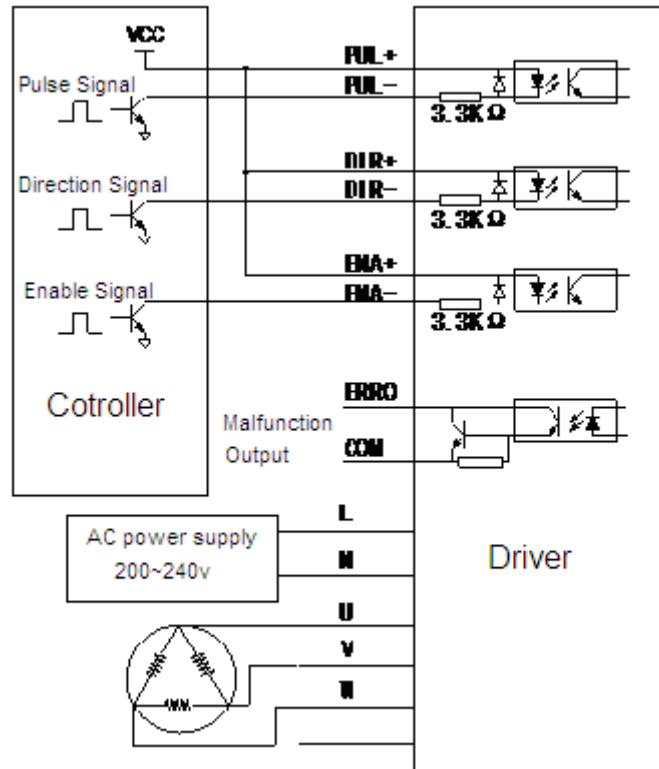 VCC
PUL+
Pulse Signal
PUL-
3.3KΩ
DIR+
Direction Signal
DIR-
3.3KΩ
ENA+
Enable Signal
ENA-
3.3KΩ
Cotroller
ERRO
Malfunction
Output
COM
L
AC power supply
200~240v
N
Driver
U
V
W